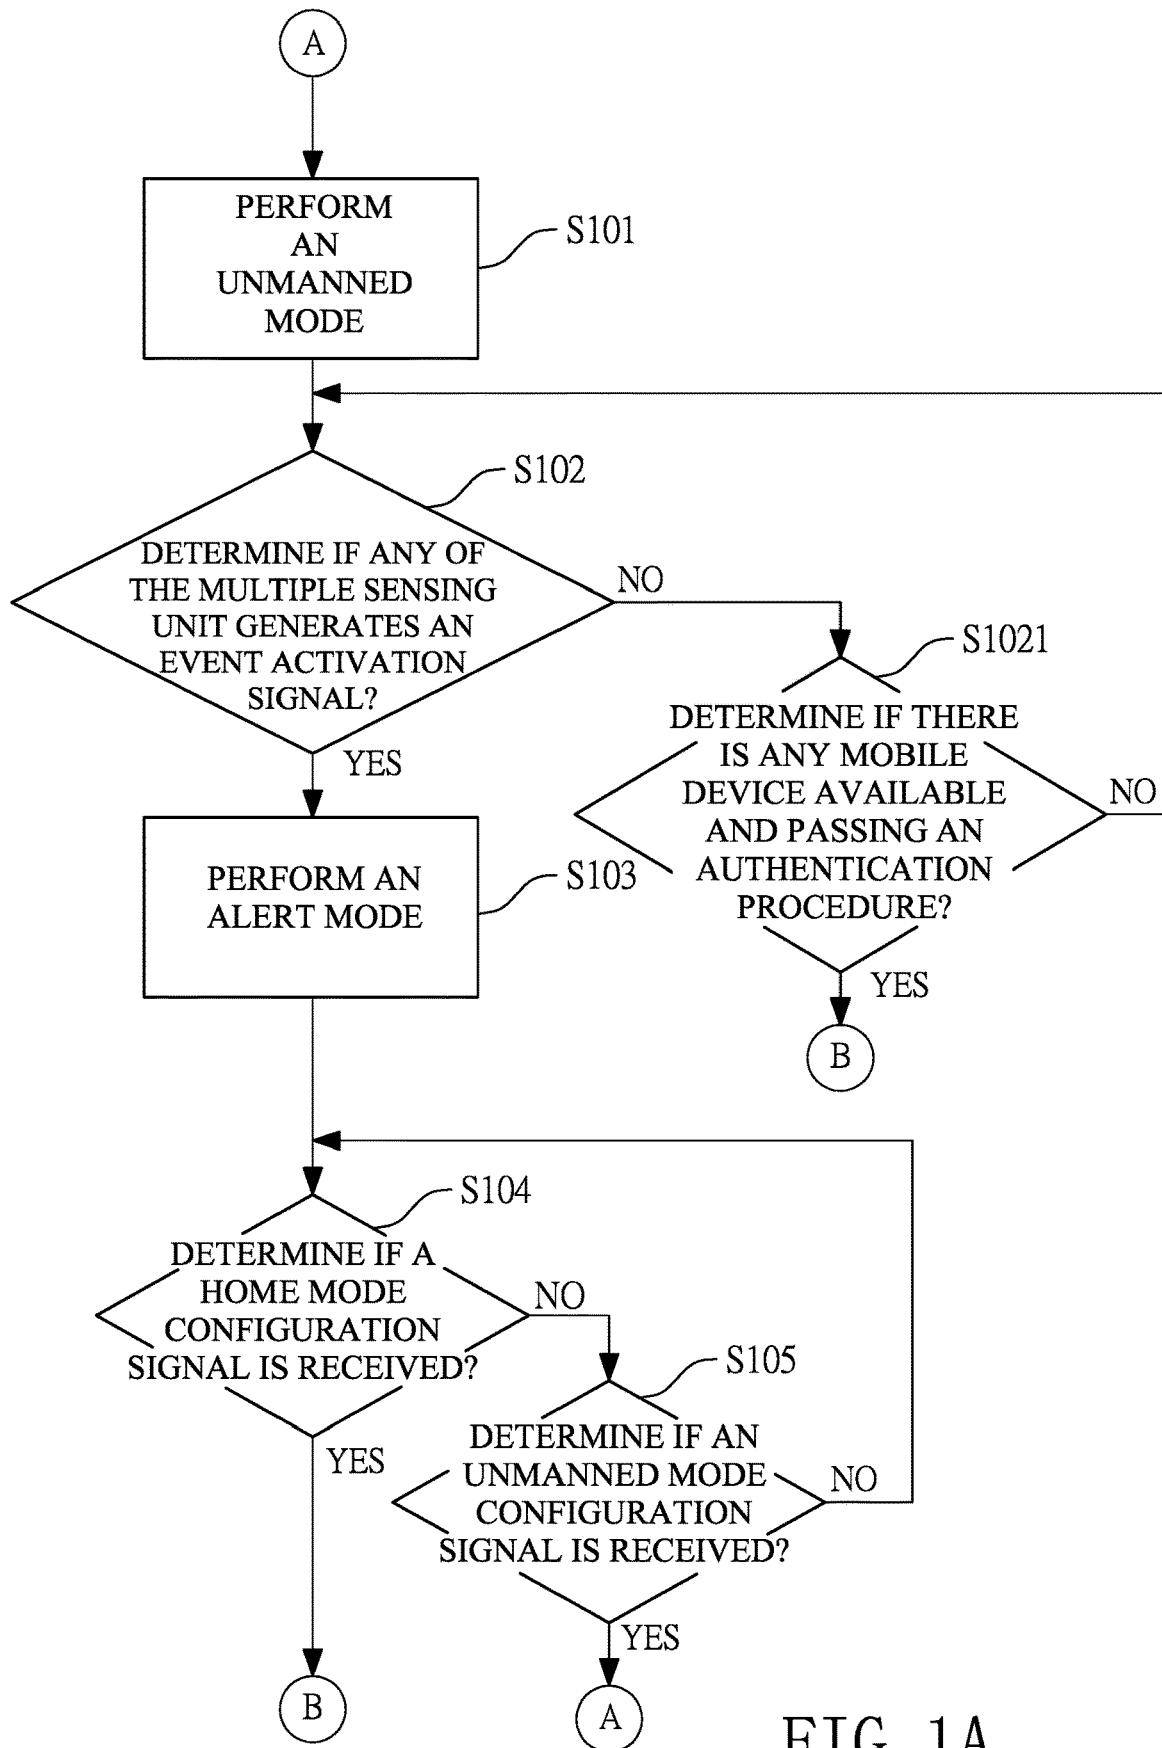 A
PERFORM
AN
UNMANNED
MODE
S101
S102
DETERMINE IF ANY OF
THE MULTIPLE SENSING
UNIT GENERATES AN
EVENT ACTIVATION
SIGNAL?
NO
YES
S1021
DETERMINE IF THERE
IS ANY MOBILE
DEVICE AVAILABLE
AND PASSING AN
AUTHENTICATION
PROCEDURE?
NO
YES
B
PERFORM AN
ALERT MODE
S103
S104
DETERMINE IF A
HOME MODE
CONFIGURATION
SIGNAL IS RECEIVED?
NO
YES
S105
DETERMINE IF AN
UNMANNED MODE
CONFIGURATION
SIGNAL IS RECEIVED?
NO
YES
B
A
FIG. 1A